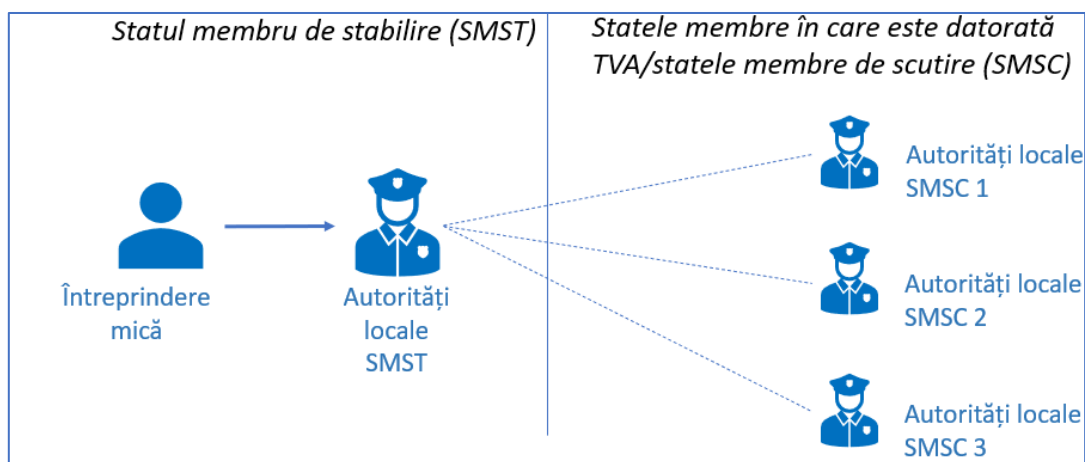 Statul membru de stabilire (SMST)
Statele membre în care este datorată
TVA/statele membre de scutire (SMSC)
Întreprindere
mică
Autorități
locale
SMST
Autorități locale
SMSC 1
Autorități locale
SMSC 2
Autorități locale
SMSC 3